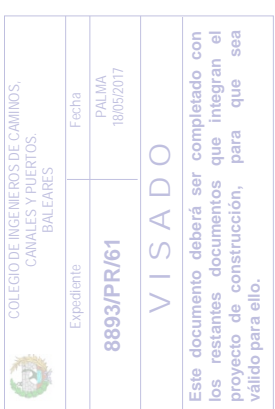 COLEGIO DE INGENIEROS DE CAMINOS,
CANALES Y PUERTOS.
BALEARES
Expediente
Fecha
8893/PR/61
PALMA
18/05/2017
VISADO
Este documento deberá ser completado con
los restantes documentos que integran el
proyecto de construcción, para que sea
válido para ello.